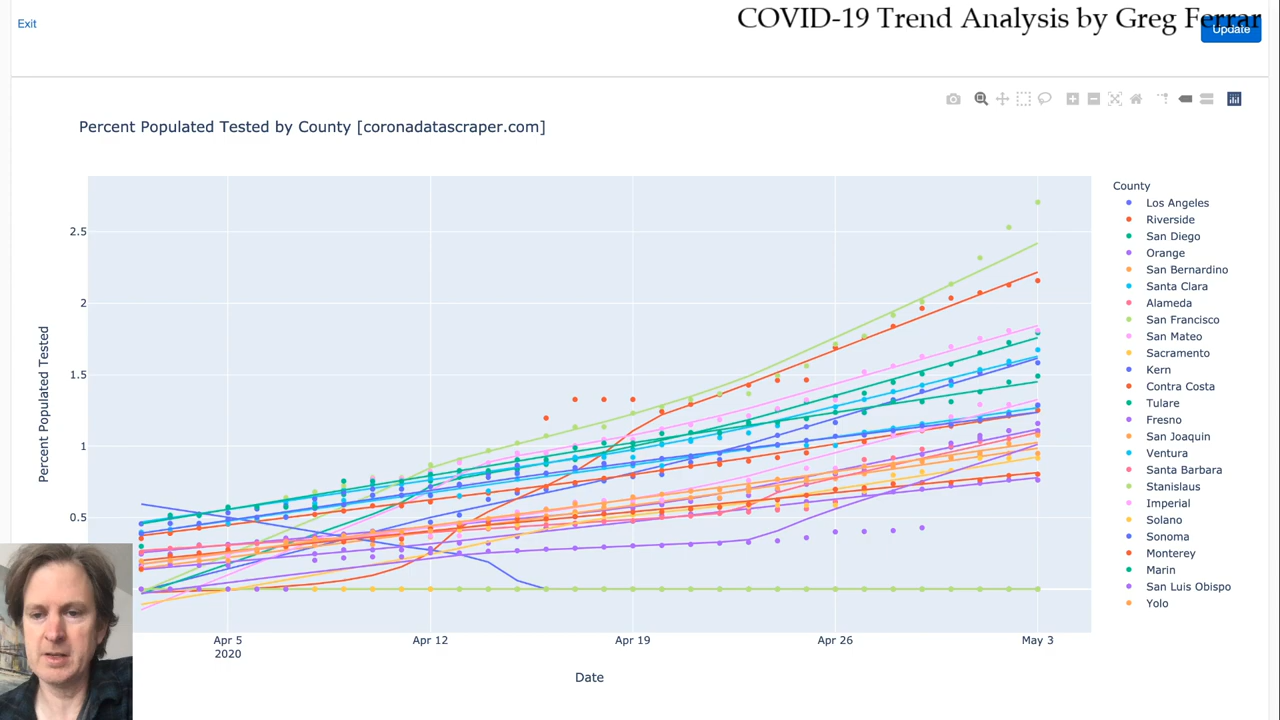 Exit
COVID-19 Trend Analysis by Greg Ferrar
Update
Percent Populated Tested by County [coronadatascraper.com]
County
Los Angeles
Riverside
San Diego
Orange
San Bernardino
Santa Clara
Alameda
San Francisco
San Mateo
Sacramento
Kern
Contra Costa
Tulare
Fresno
San Joaquin
Ventura
Santa Barbara
Stanislaus
Imperial
Solano
Sonoma
Monterey
Marin
San Luis Obispo
Yolo
Percent Populated Tested
2.5
2
1.5
1
0.5
Apr 5
2020
Apr 12
Apr 19
Apr 26
May 3
Date